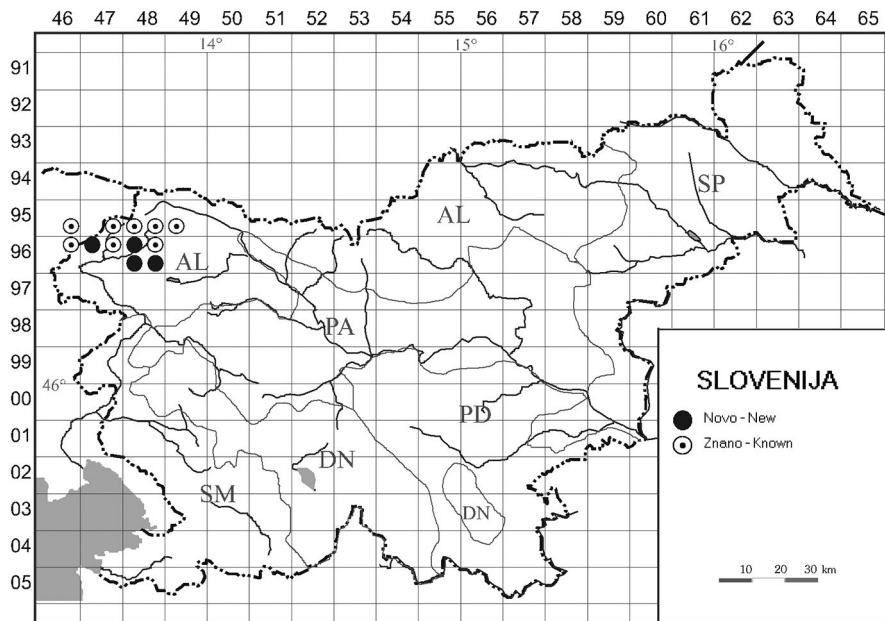 46 47 48 49 50 51 52 53 54 55 56 57 58 59 60 61 62 63 64 65
14° 15° 16°
91
92
93
94
SP
95
AL
96
AL
97
98
PA
99
46°
SLOVENIJA
00
PD
Novo - New
01
Znano - Known
02
DN
SM
03
DN
04
05
10 20 30 km